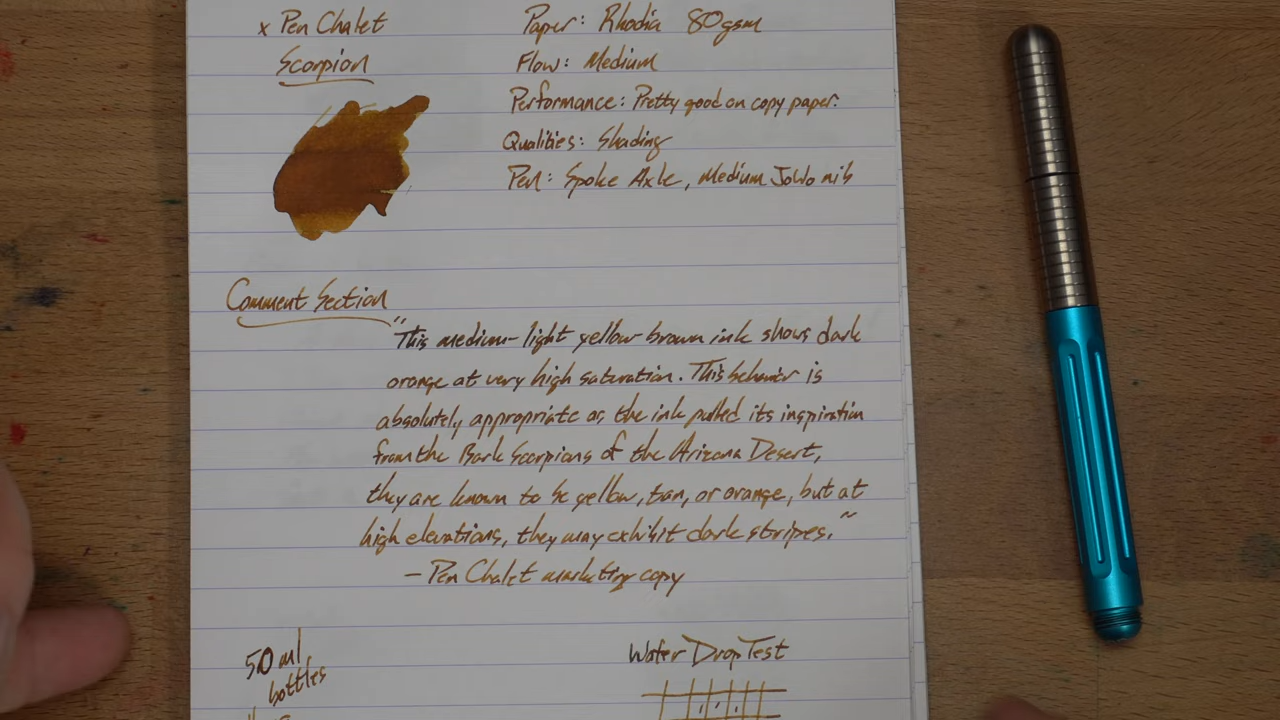 x Pen Chalet
Scorpion
Paper: Rhodia 80gsm
Flow: Medium
Performance: Pretty good on copy paper.
Qualities: Shading
Pen: Spoke Axle, Medium JoWo nib
Comment Section
"This medium-light yellow brown ink shows dark
orange at very high saturation. This behavior is
absolutely appropriate as the ink pulled its inspiration
from the Bark Scorpions of the Arizona Desert,
they are known to be yellow, tan, or orange, but at
high elevations, they may exhibit dark stripes."
- Pen Chalet marketing copy
50 ml
bottles
Water Drop Test